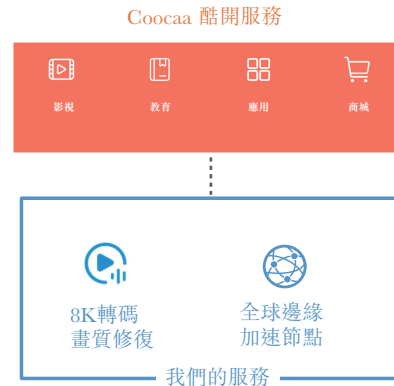 Coocaa 酷開服務
影視 教育 應用 商城
8K轉碼
畫質修復
全球邊緣
加速節點
我們的服務